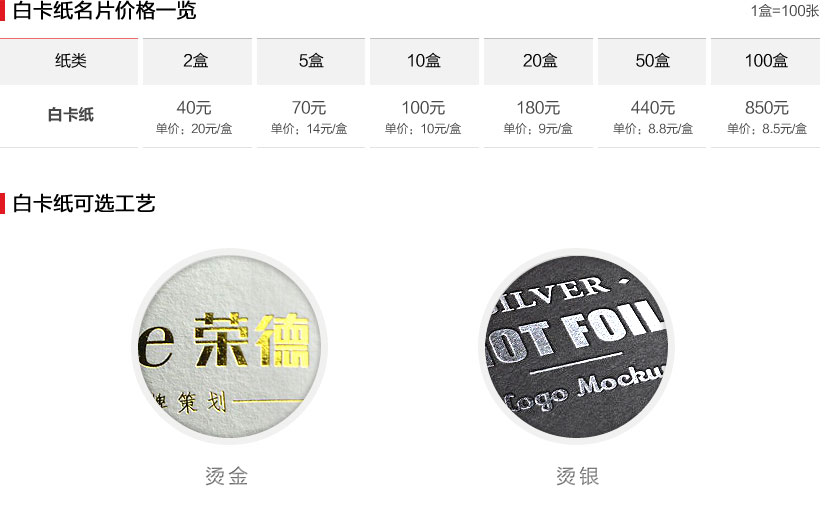 白卡纸名片价格一览
1盒=100张
纸类 2盒 5盒 10盒 20盒 50盒 100盒
白卡纸 40元 70元 100元 180元 440元 850元
单价：20元/盒 单价：14元/盒 单价：10元/盒 单价：9元/盒 单价：8.8元/盒 单价：8.5元/盒
白卡纸可选工艺
e 荣德
牌策划
SILVER ·
HOT FOIL
Logo Mockup
烫金 烫银